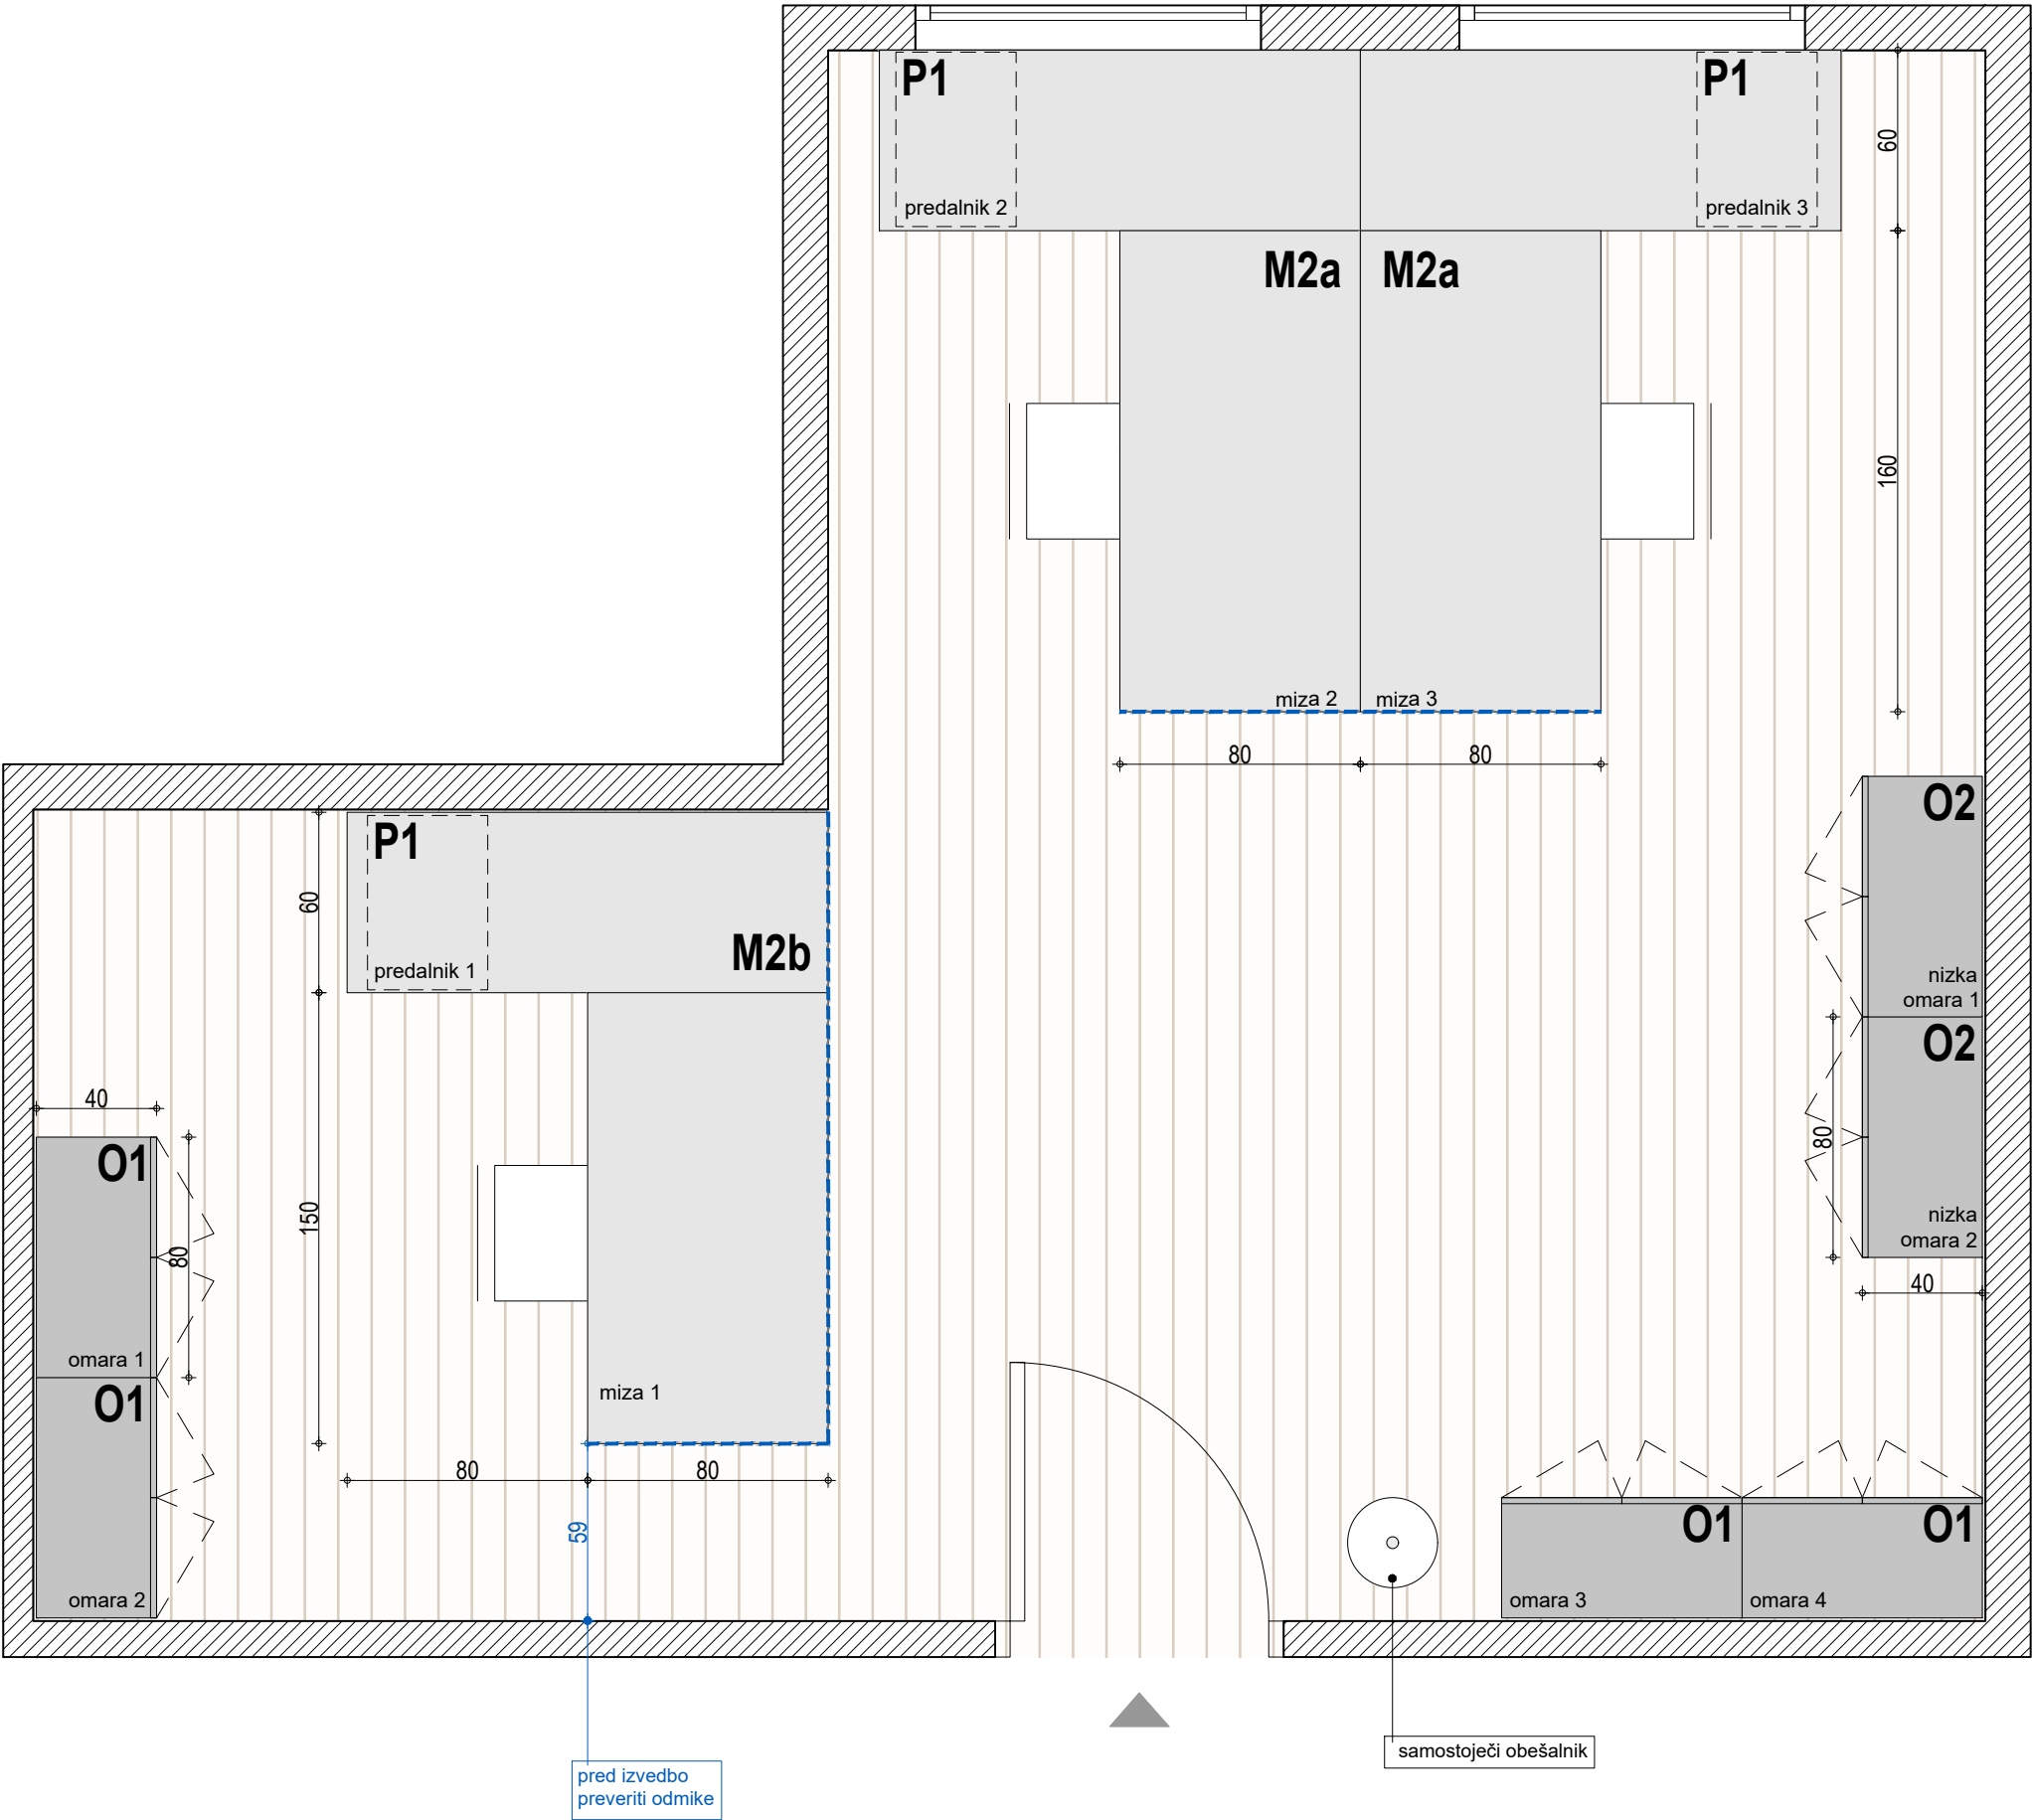 P1
P1
60
predalnik 2
predalnik 3
M2a
M2a
160
miza 2
miza 3
80
80
O2
P1
60
M2b
predalnik 1
nizka
omara 1
O2
40
80
O1
150
80
nizka
omara 2
40
omara 1
miza 1
O1
80
80
59
O1
O1
omara 2
omara 3
omara 4
samostoječi obešalnik
pred izvedbo
preveriti odmike